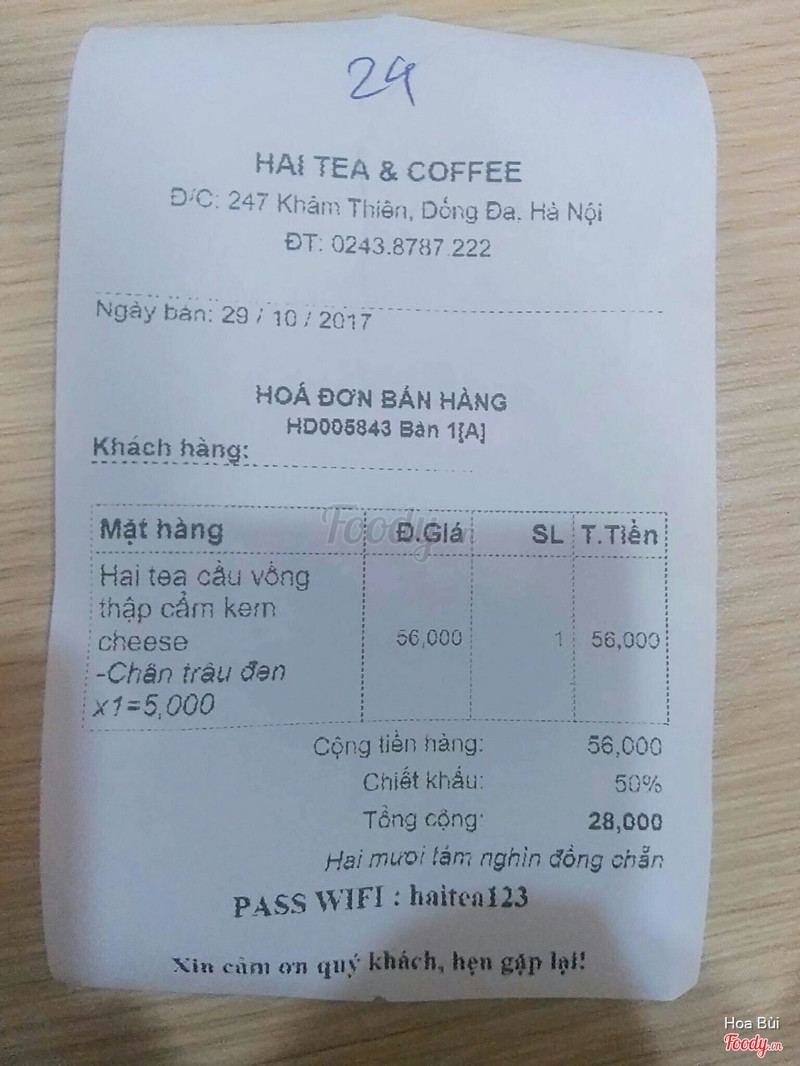 24
HAI TEA & COFFEE
Đ/C: 247 Khâm Thiên, Dống Đa, Hà Nội
ĐT: 0243.8787.222
Ngày bán: 29 / 10 / 2017
HOÁ ĐƠN BÁN HÀNG
HD005843 Bàn 1[A]
Khách hàng:
Mặt hàng Đ.Giá SL T.Tiền
Hai tea cầu vồng
thập cẩm kem
cheese 56,000 1 56,000
-Chân trâu đen
x1=5,000
Cộng tiền hàng: 56,000
Chiết khấu: 50%
Tổng cộng: 28,000
Hai mươi tám nghìn đồng chẵn
PASS WIFI : haitea123
Xin cảm ơn quý khách, hẹn gặp lại!
Foody.vn
Hoa Bùi
Foody.vn